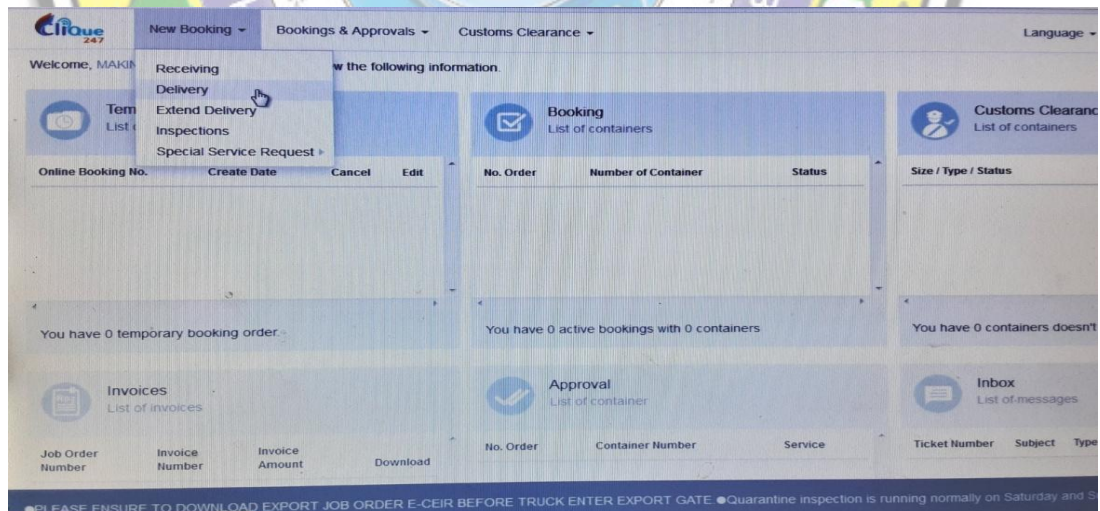 Clique
247
New Booking
Bookings & Approvals
Customs Clearance
Language
Welcome, MAKIN
w the following information.
Receiving
Delivery
Extend Delivery
Inspections
Special Service Request
Tem
List
Booking
List of containers
Customs Clearanc
List of containers
Online Booking No. Create Date Cancel Edit
No. Order Number of Container Status
Size / Type / Status
You have 0 temporary booking order.
You have 0 active bookings with 0 containers
You have 0 containers doesn't
Invoices
List of invoices
Approval
List of container
Inbox
List of messages
Job Order Number Invoice Number Invoice Amount Download
No. Order Container Number Service
Ticket Number Subject Type
●PLEASE ENSURE TO DOWNLOAD EXPORT JOB ORDER E-CEIR BEFORE TRUCK ENTER EXPORT GATE ●Quarantine inspection is running normally on Saturday and S